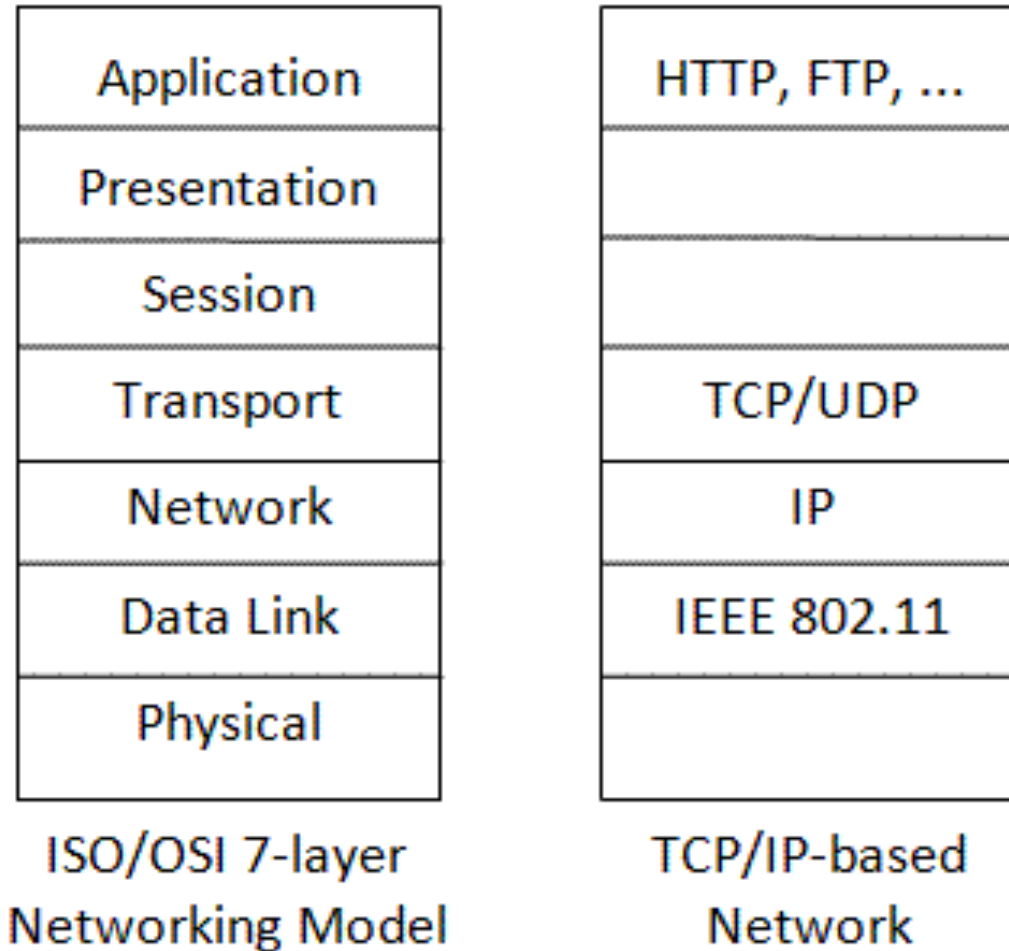 Application
Presentation
Session
Transport
Network
Data Link
Physical
ISO/OSI 7-layer
Networking Model
HTTP, FTP, ...
TCP/UDP
IP
IEEE 802.11
TCP/IP-based
Network